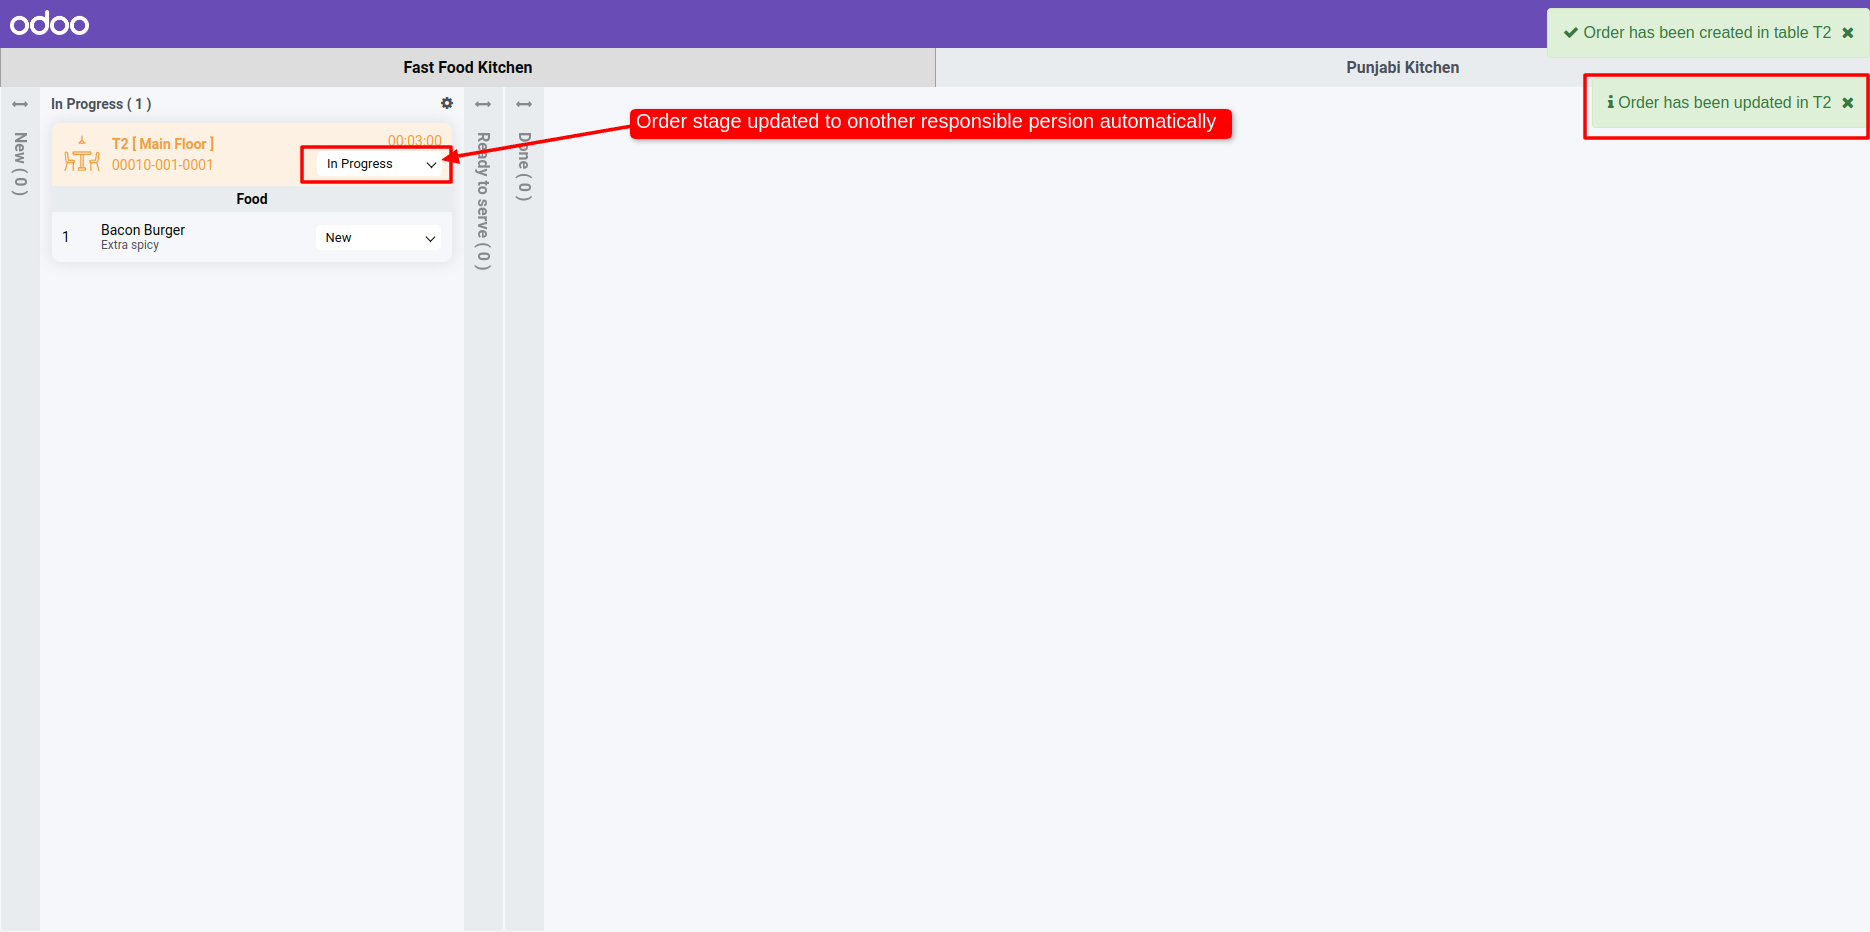 odoo
Order has been created in table T2
Fast Food Kitchen
Punjabi Kitchen
Order has been updated in T2
New ( 0 )
In Progress ( 1 )
T2 [ Main Floor ]
00:03:00
00010-001-0001
In Progress
Food
1
Bacon Burger
Extra spicy
New
Ready to serve ( 0 )
Done ( 0 )
Order stage updated to onother responsible persion automatically